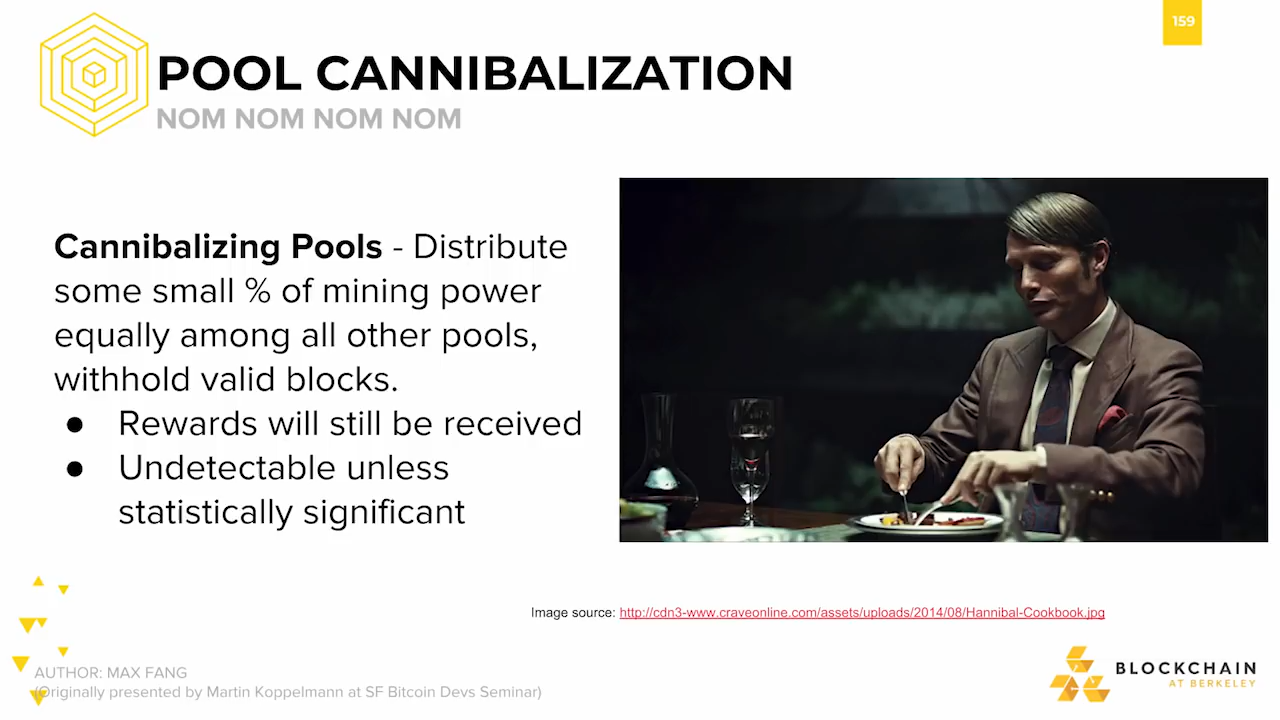 159
POOL CANNIBALIZATION
NOM NOM NOM NOM
Cannibalizing Pools - Distribute
some small % of mining power
equally among all other pools,
withhold valid blocks.
● Rewards will still be received
● Undetectable unless
statistically significant
Image source: http://cdn3-www.craveonline.com/assets/uploads/2014/08/Hannibal-Cookbook.jpg
AUTHOR: MAX FANG
(Originally presented by Martin Koppelmann at SF Bitcoin Devs Seminar)
BLOCKCHAIN
AT BERKELEY